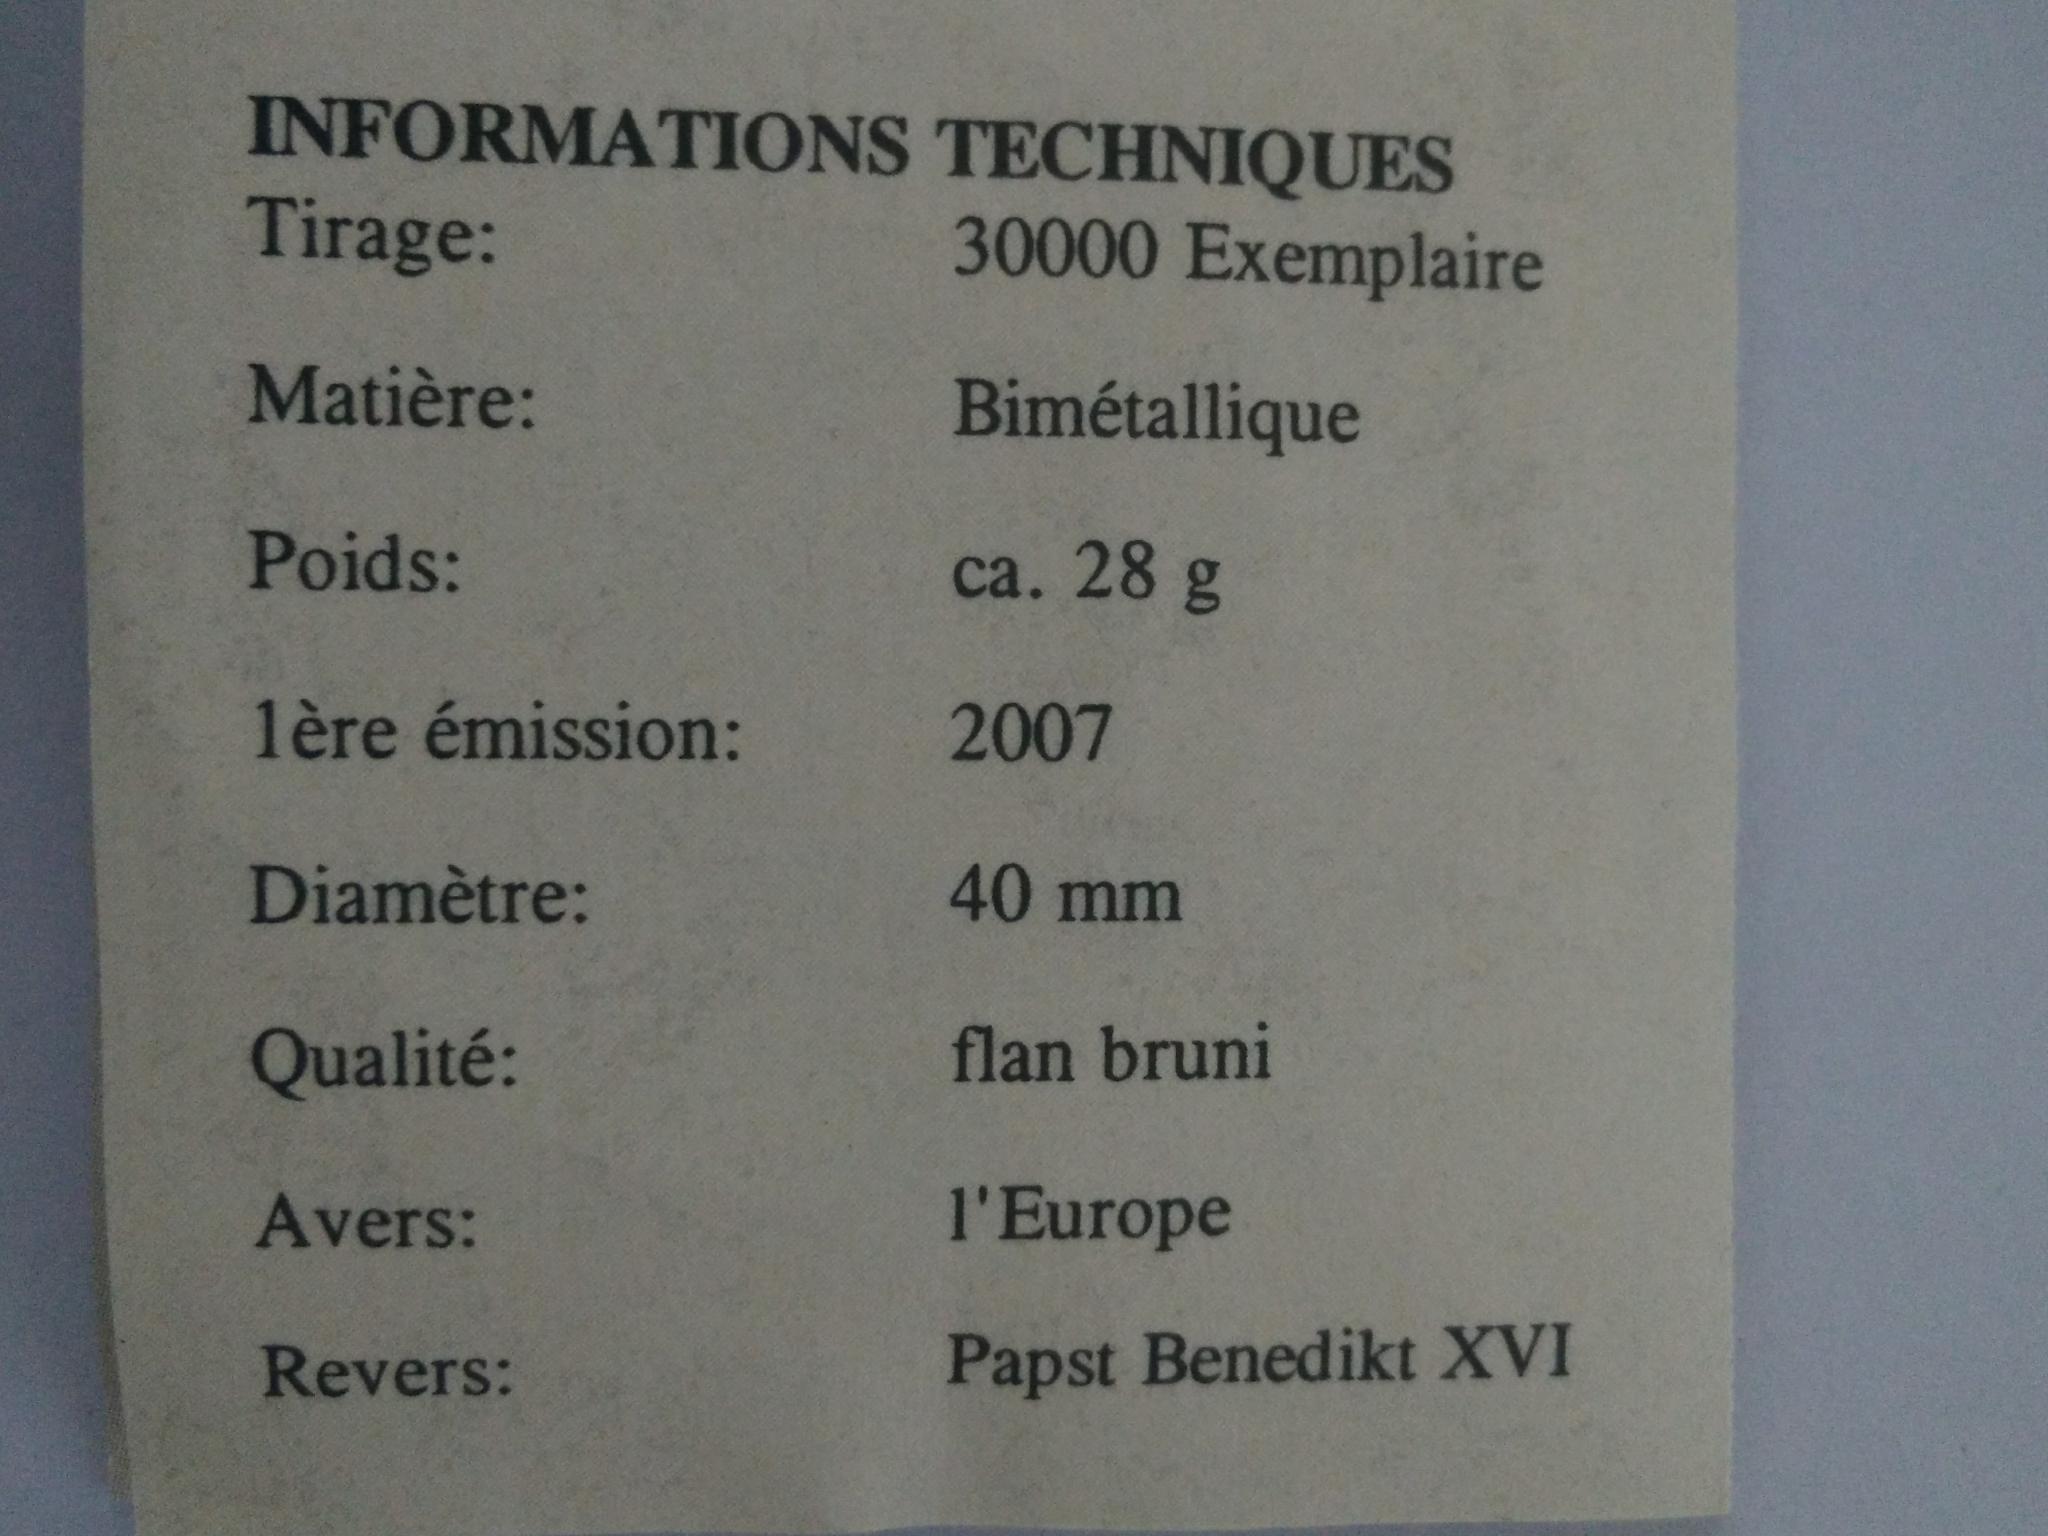 INFORMATIONS TECHNIQUES
Tirage: 30000 Exemplaire
Matière: Bimétallique
Poids: ca. 28 g
1ère émission: 2007
Diamètre: 40 mm
Qualité: flan bruni
Avers: l'Europe
Revers: Papst Benedikt XVI